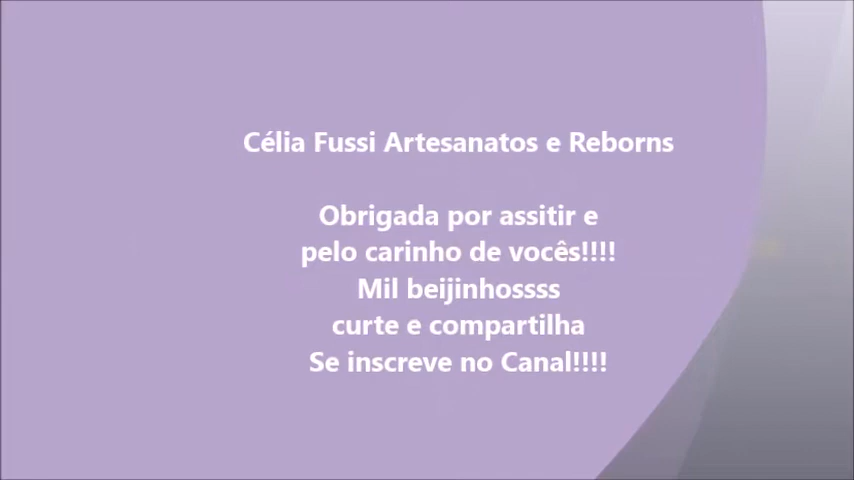 Célia Fussi Artesanatos e Reborns
Obrigada por assitir e
pelo carinho de vocês!!!!
Mil beijinhossss
curte e compartilha
Se inscreve no Canal!!!!